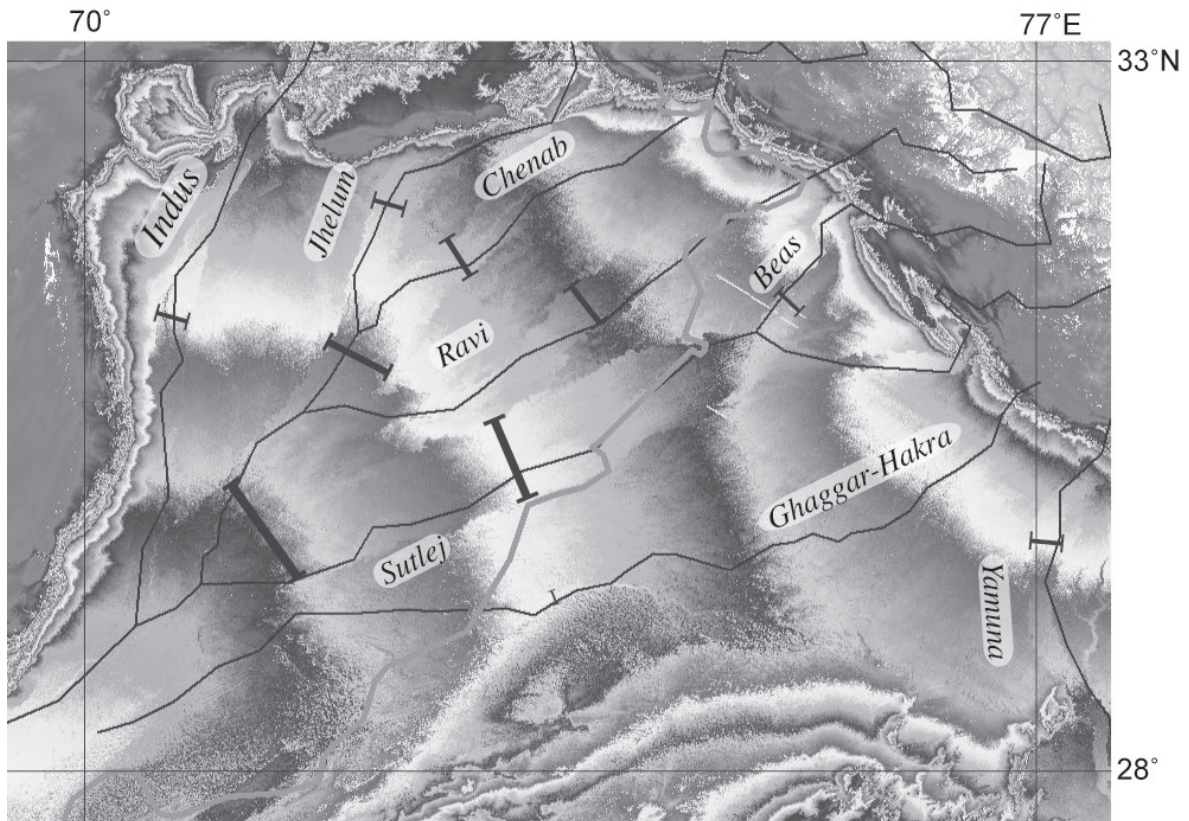 70°
77°E
33°N
Indus
Jhelum
Chenab
Beas
Ravi
Ghaggar-Hakra
Sutlej
Yamuna
28°